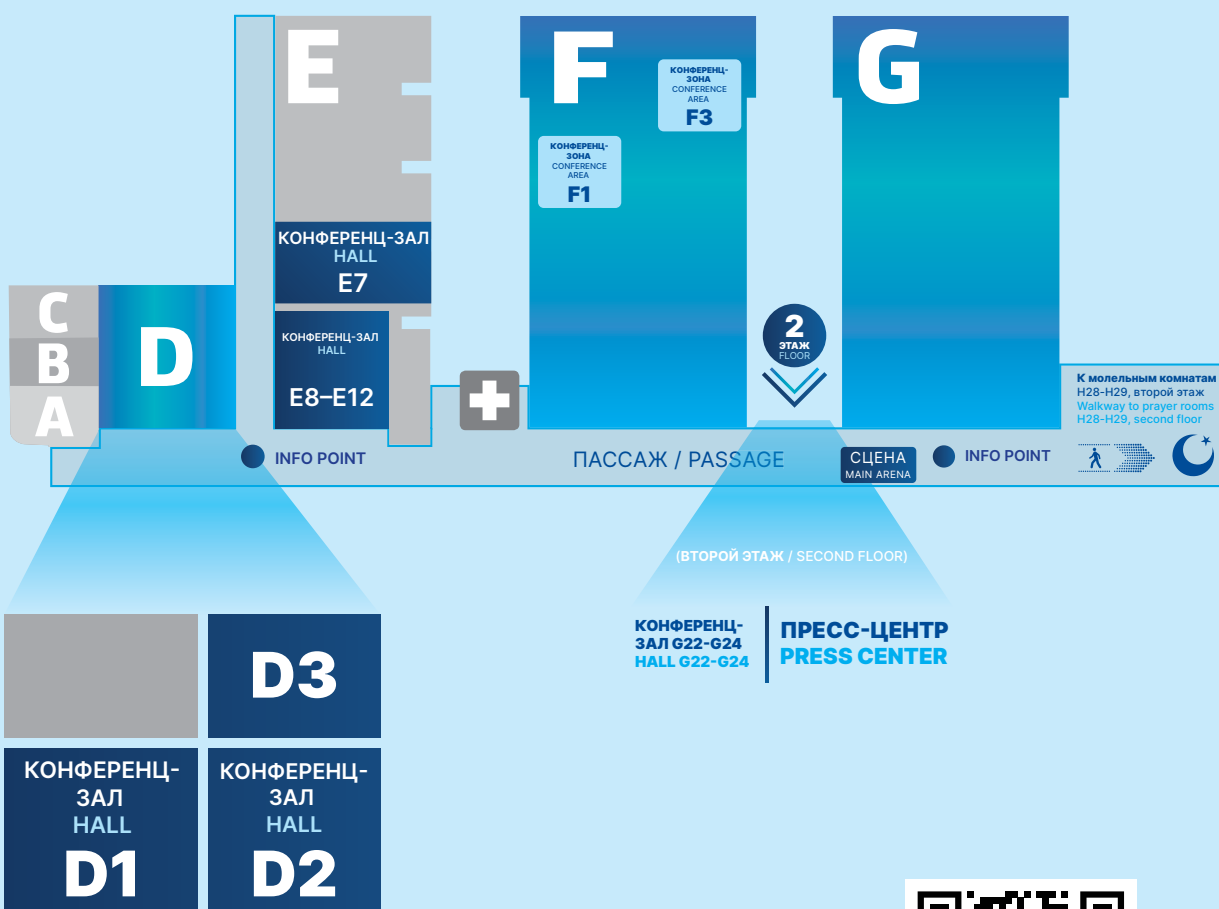 E
F
G
КОНФЕРЕНЦ-
ЗОНА
CONFERENCE
AREA
F3
КОНФЕРЕНЦ-
ЗОНА
CONFERENCE
AREA
F1
КОНФЕРЕНЦ-ЗАЛ
HALL
E7
C
B
A
D
КОНФЕРЕНЦ-ЗАЛ
HALL
E8–E12
2
ЭТАЖ
FLOOR
К молельным комнатам
H28-H29, второй этаж
Walkway to prayer rooms
H28-H29, second floor
INFO POINT
ПАССАЖ / PASSAGE
СЦЕНА
MAIN ARENA
INFO POINT
(ВТОРОЙ ЭТАЖ / SECOND FLOOR)
КОНФЕРЕНЦ-
ЗАЛ G22-G24
HALL G22-G24
ПРЕСС-ЦЕНТР
PRESS CENTER
D3
КОНФЕРЕНЦ-
ЗАЛ
HALL
D1
КОНФЕРЕНЦ-
ЗАЛ
HALL
D2